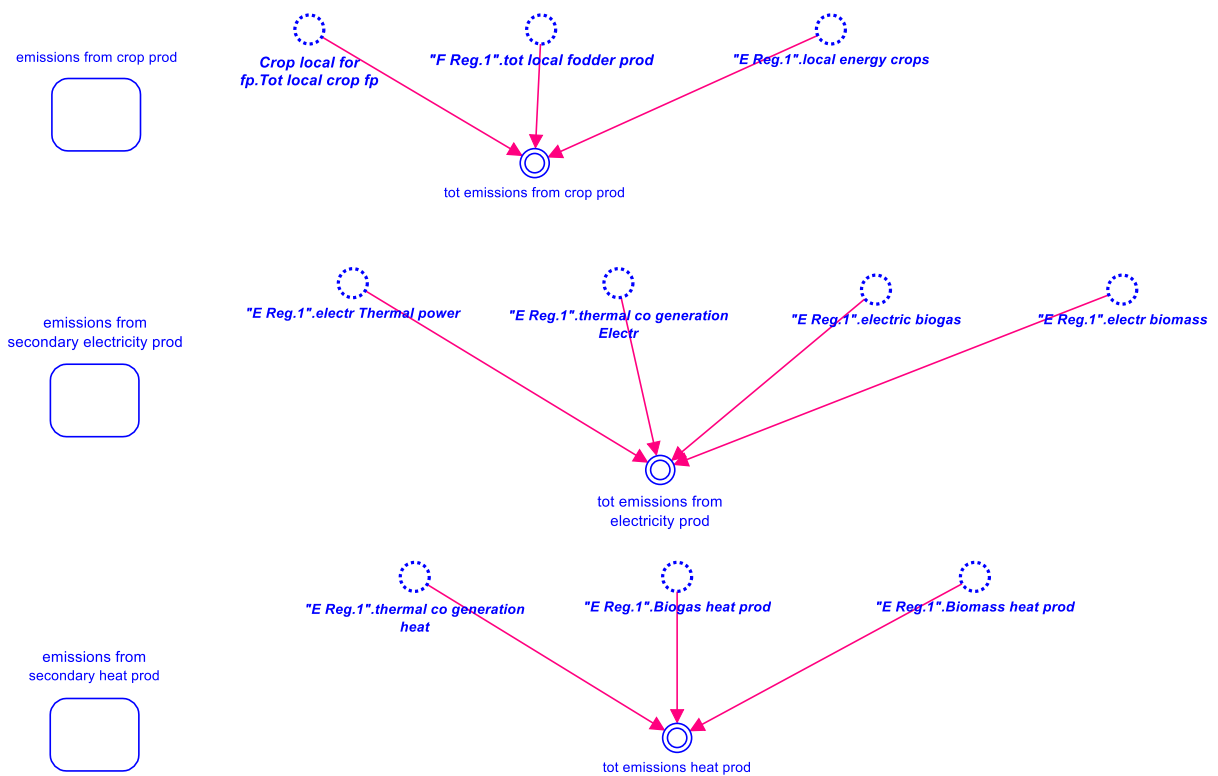 emissions from crop prod
Crop local for
fp.Tot local crop fp
"F Reg.1".tot local fodder prod
"E Reg.1".local energy crops
tot emissions from crop prod
emissions from
secondary electricity prod
"E Reg.1".electr Thermal power
"E Reg.1".thermal co generation
Electr
"E Reg.1".electric biogas
"E Reg.1".electr biomass
tot emissions from
electricity prod
emissions from
secondary heat prod
"E Reg.1".thermal co generation
heat
"E Reg.1".Biogas heat prod
"E Reg.1".Biomass heat prod
tot emissions heat prod